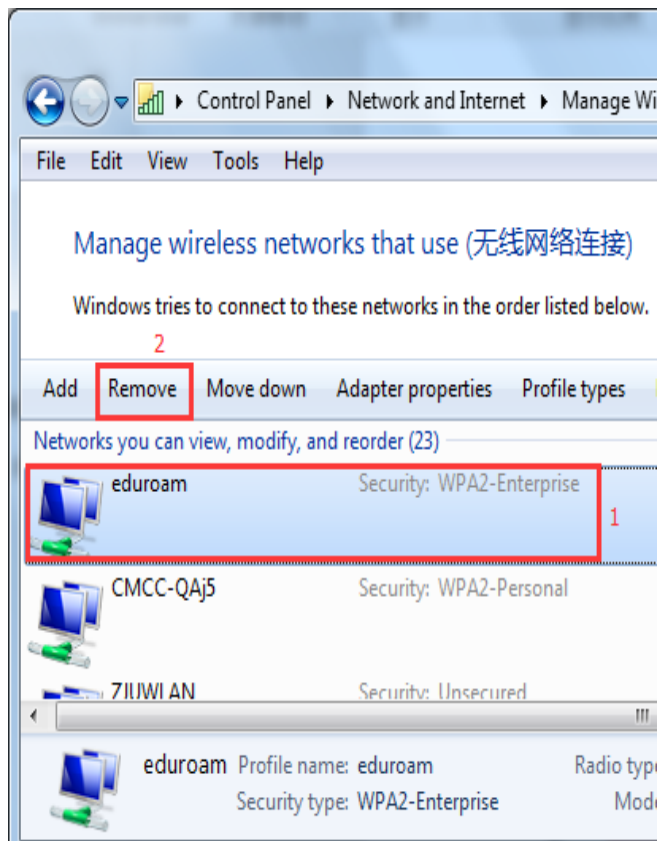 Control Panel Network and Internet Manage Wi
File Edit View Tools Help
Manage wireless networks that use (无线网络连接)
Windows tries to connect to these networks in the order listed below.
2
Add Remove Move down Adapter properties Profile types
Networks you can view, modify, and reorder (23)
eduroam Security: WPA2-Enterprise
1
CMCC-QAj5 Security: WPA2-Personal
ZJUWLAN Security: Unsecured
eduroam Profile name: eduroam Radio type
Security type: WPA2-Enterprise Mode